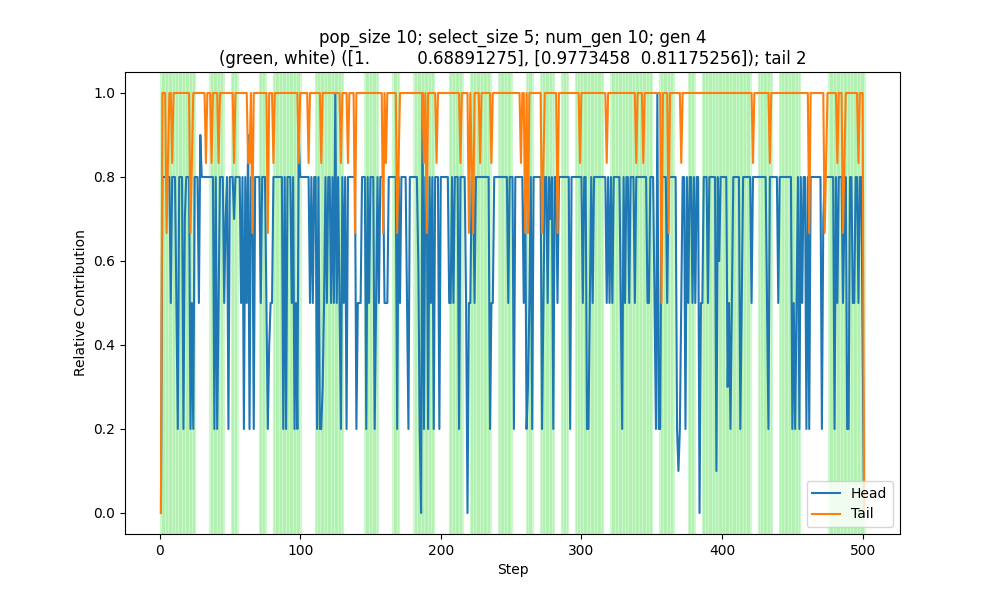 pop_size 10; select_size 5; num_gen 10; gen 4
(green, white) ([1.         0.68891275], [0.9773458  0.81175256]); tail 2
Relative Contribution
1.0
0.8
0.6
0.4
0.2
0.0
0
100
200
300
400
500
Step
Head
Tail